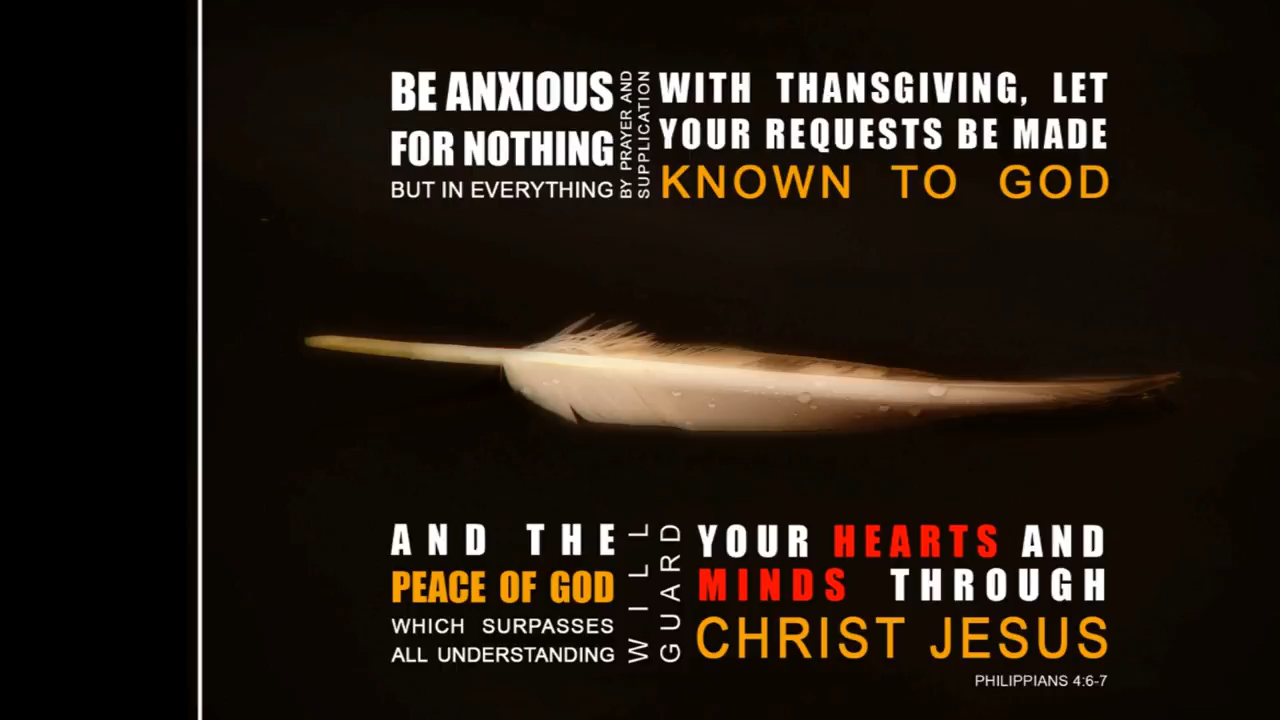 BE ANXIOUS
FOR NOTHING
BUT IN EVERYTHING
BY PRAYER AND
SUPPLICATION
WITH THANSGIVING, LET
YOUR REQUESTS BE MADE
KNOWN TO GOD
AND THE
PEACE OF GOD
WHICH SURPASSES
ALL UNDERSTANDING
WILL
GUARD
YOUR HEARTS AND
MINDS THROUGH
CHRIST JESUS
PHILIPPIANS 4:6-7